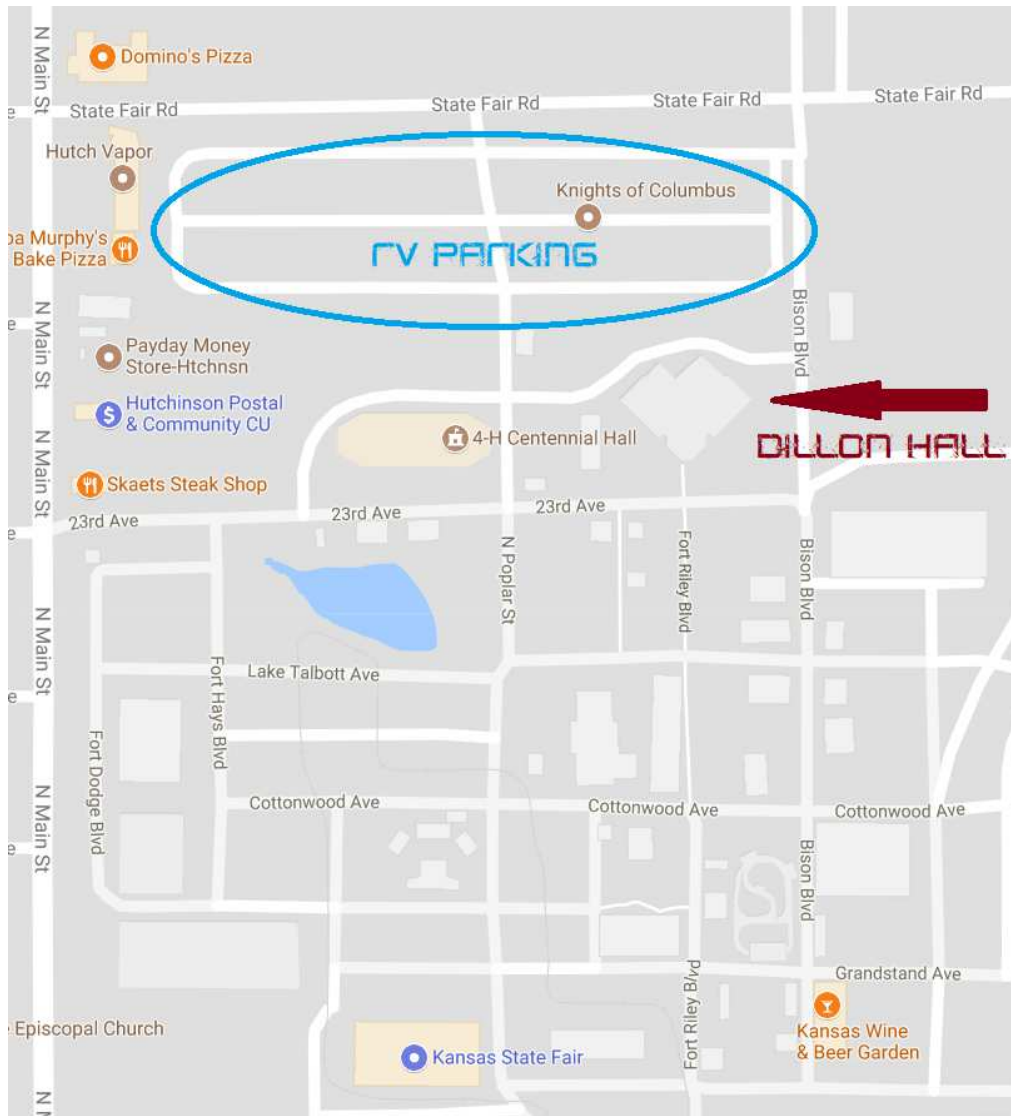 N Main St
Domino's Pizza
State Fair Rd
State Fair Rd
State Fair Rd
State Fair Rd
Hutch Vapor
Knights of Columbus
pa Murphy's
Bake Pizza
RV PARKING
Bison Blvd
N Main St
Payday Money
Store-Htchnsn
Hutchinson Postal
& Community CU
4-H Centennial Hall
DILLON HALL
N Main St
Skaets Steak Shop
23rd Ave
23rd Ave
23rd Ave
N Poplar St
Fort Riley Blvd
Bison Blvd
N Main St
Lake Talbott Ave
Fort Hays Blvd
Fort Dodge Blvd
N Main St
Cottonwood Ave
Cottonwood Ave
Cottonwood Ave
Bison Blvd
Fort Riley Blvd
Grandstand Ave
Episcopal Church
Kansas Wine
& Beer Garden
Kansas State Fair
N M